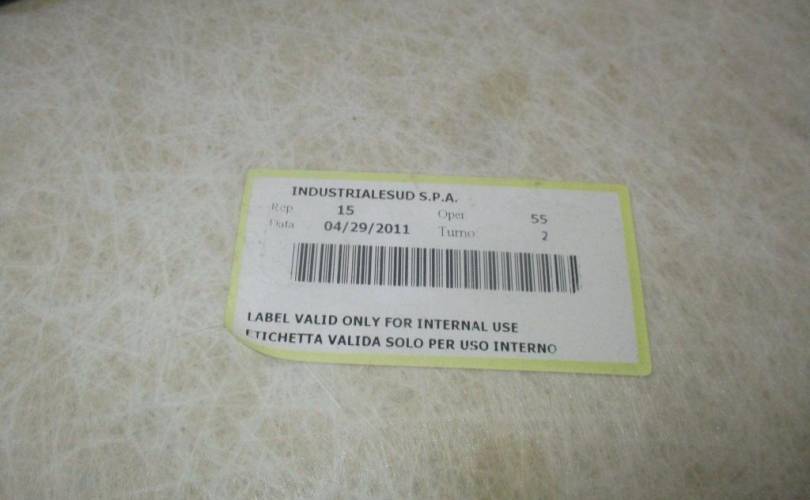 INDUSTRIALESUD S.P.A.
Rep 15 Oper 55
Data 04/29/2011 Turno 2
LABEL VALID ONLY FOR INTERNAL USE
ETICHETTA VALIDA SOLO PER USO INTERNO